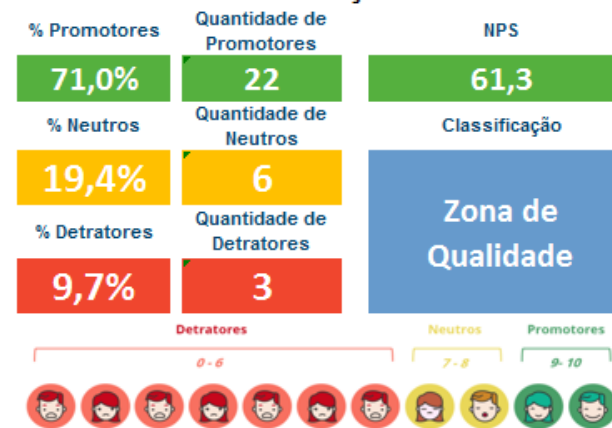 % Promotores
Quantidade de
Promotores
NPS
71,0%
22
61,3
% Neutros
Quantidade de
Neutros
Classificação
19,4%
6
Zona de
Qualidade
% Detratores
Quantidade de
Detratores
9,7%
3
Detratores
Neutros
Promotores
0 - 6
7 - 8
9- 10